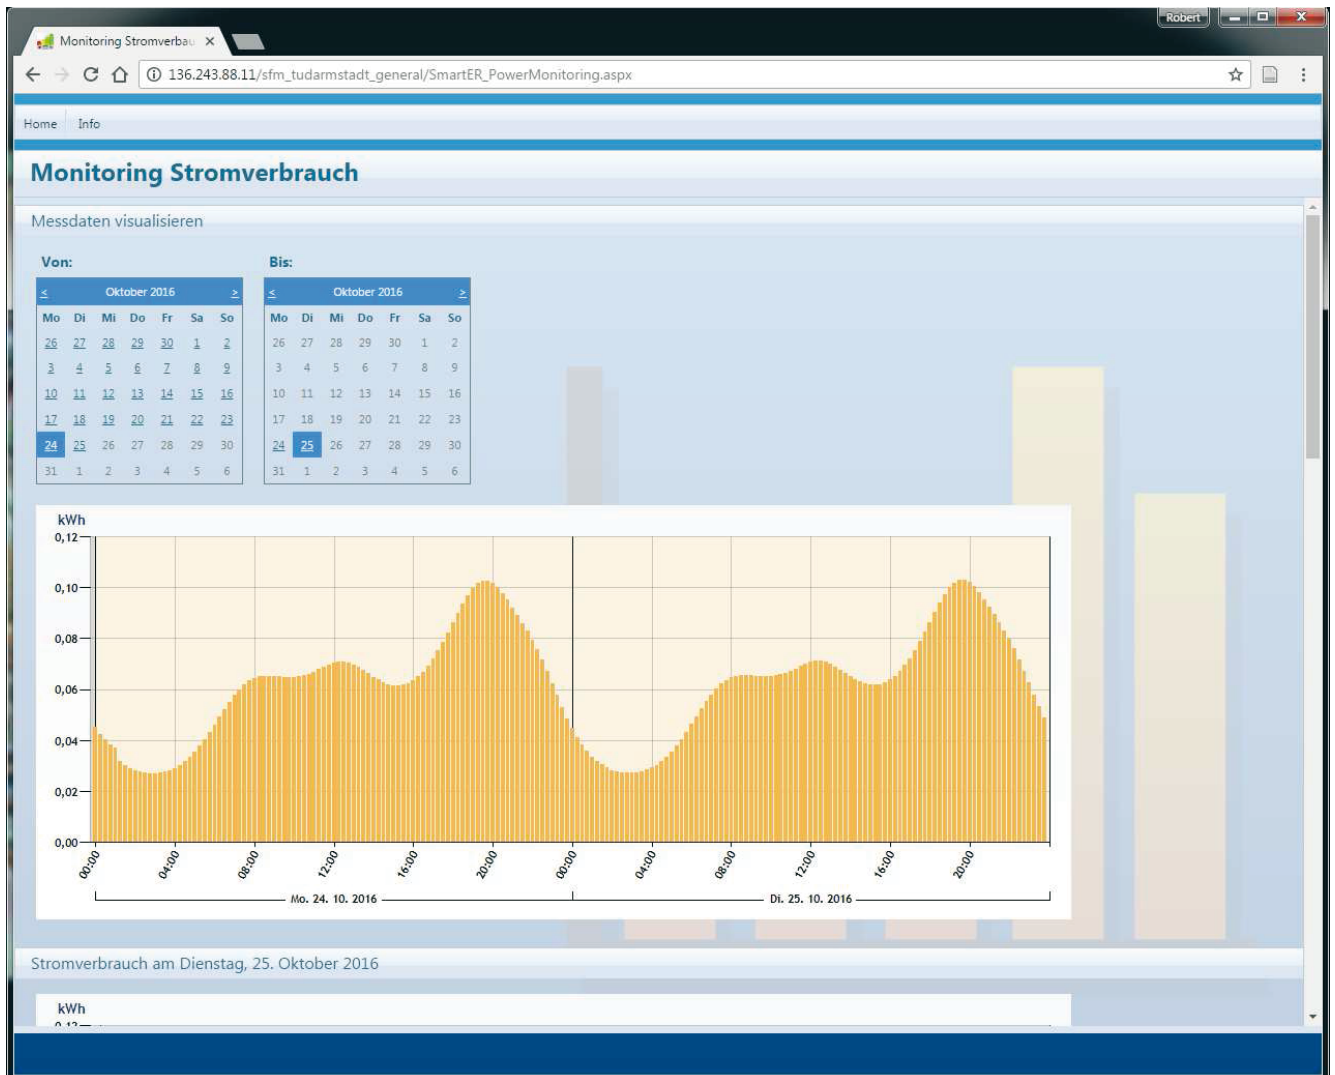 Robert
Monitoring Stromverbau
136.243.88.11/sfm_tudarmstadt_general/SmartER_PowerMonitoring.aspx
Home Info
Monitoring Stromverbrauch
Messdaten visualisieren
Von: Bis:
< Oktober 2016 > < Oktober 2016 >
Mo Di Mi Do Fr Sa So Mo Di Mi Do Fr Sa So
26 27 28 29 30 1 2 26 27 28 29 30 1 2
3 4 5 6 7 8 9 3 4 5 6 7 8 9
10 11 12 13 14 15 16 10 11 12 13 14 15 16
17 18 19 20 21 22 23 17 18 19 20 21 22 23
24 25 26 27 28 29 30 24 25 26 27 28 29 30
31 1 2 3 4 5 6 31 1 2 3 4 5 6
kWh
0,12
0,10
0,08
0,06
0,04
0,02
0,00
00:00 04:00 08:00 12:00 16:00 20:00 00:00 04:00 08:00 12:00 16:00 20:00
Mo. 24. 10. 2016 Di. 25. 10. 2016
Stromverbrauch am Dienstag, 25. Oktober 2016
kWh
0,12